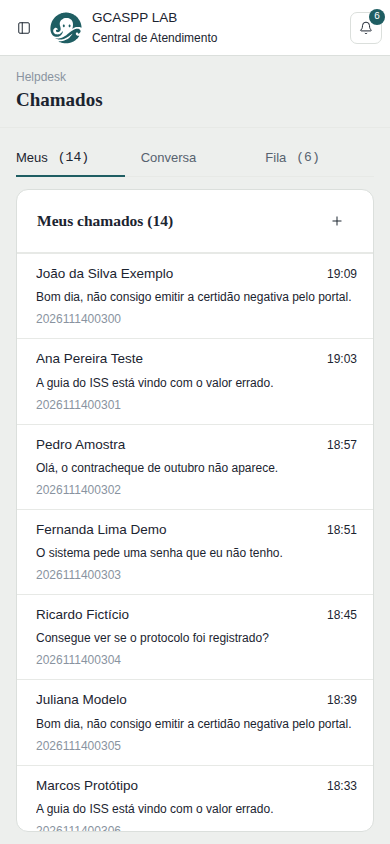 GCASPP LAB
Central de Atendimento
6
Helpdesk
Chamados
Meus (14)
Conversa
Fila (6)
Meus chamados (14)
+
João da Silva Exemplo 19:09
Bom dia, não consigo emitir a certidão negativa pelo portal.
2026111400300
Ana Pereira Teste 19:03
A guia do ISS está vindo com o valor errado.
2026111400301
Pedro Amostra 18:57
Olá, o contracheque de outubro não aparece.
2026111400302
Fernanda Lima Demo 18:51
O sistema pede uma senha que eu não tenho.
2026111400303
Ricardo Fictício 18:45
Consegue ver se o protocolo foi registrado?
2026111400304
Juliana Modelo 18:39
Bom dia, não consigo emitir a certidão negativa pelo portal.
2026111400305
Marcos Protótipo 18:33
A guia do ISS está vindo com o valor errado.
2026111400306